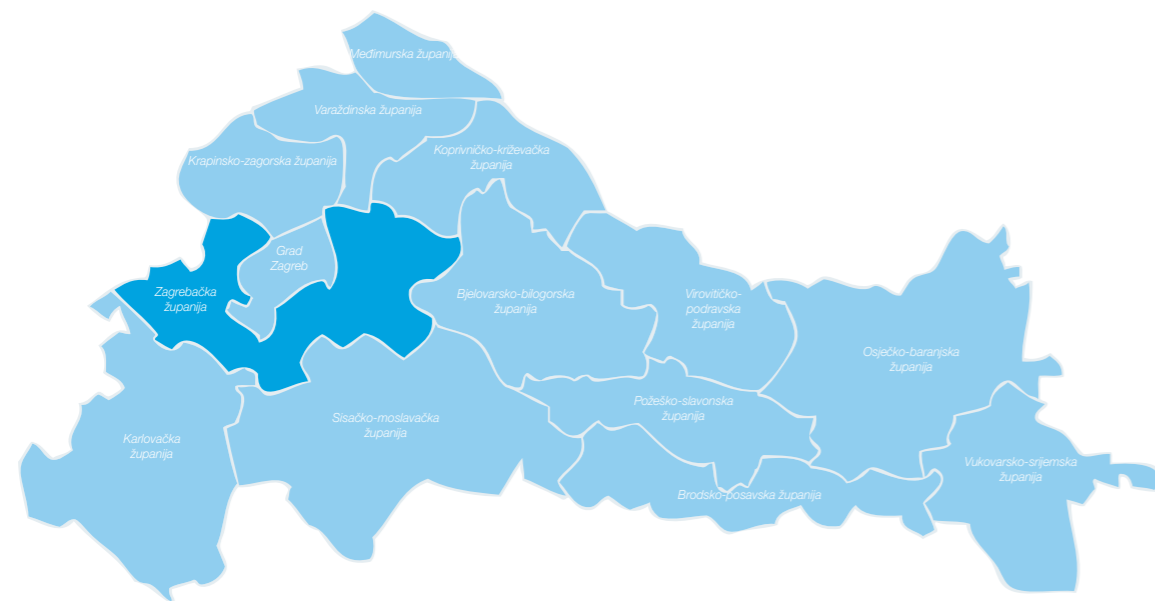 Međimurska županija
Varaždinska županija
Koprivničko-križevačka
županija
Krapinsko-zagorska županija
Grad
Zagreb
Zagrebačka
županija
Bjelovarsko-bilogorska
županija
Virovitičko-
podravska
županija
Osječko-baranjska
županija
Požeško-slavonska
županija
Sisačko-moslavačka
županija
Karlovačka
županija
Vukovarsko-srijemska
županija
Brodsko-posavska županija